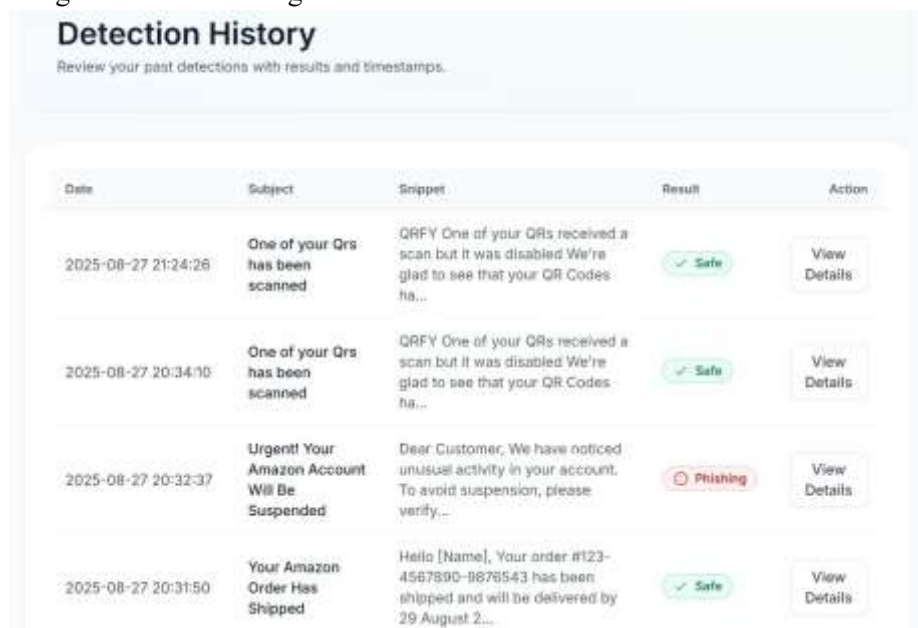 Detection History
Review your past detections with results and timestamps.
Date Subject Snippet Result Action
2025-08-27 21:24:26
One of your Qrs
has been
scanned
QRFY One of your QRs received a
scan but it was disabled We're
glad to see that your QR Codes
ha...
Safe
View
Details
2025-08-27 20:34:10
One of your Qrs
has been
scanned
QRFY One of your QRs received a
scan but it was disabled We're
glad to see that your QR Codes
ha...
Safe
View
Details
2025-08-27 20:32:37
Urgent! Your
Amazon Account
Will Be
Suspended
Dear Customer, We have noticed
unusual activity in your account.
To avoid suspension, please
verify...
Phishing
View
Details
2025-08-27 20:31:50
Your Amazon
Order Has
Shipped
Hello [Name], Your order #123-
4567890-9876543 has been
shipped and will be delivered by
29 August 2...
Safe
View
Details